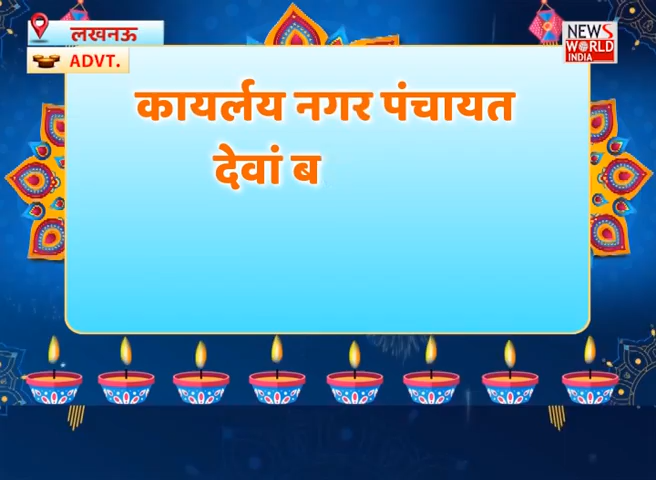 लखनऊ
ADVT.
NEWS
WORLD
INDIA
कायर्लय नगर पंचायत
देवां ब